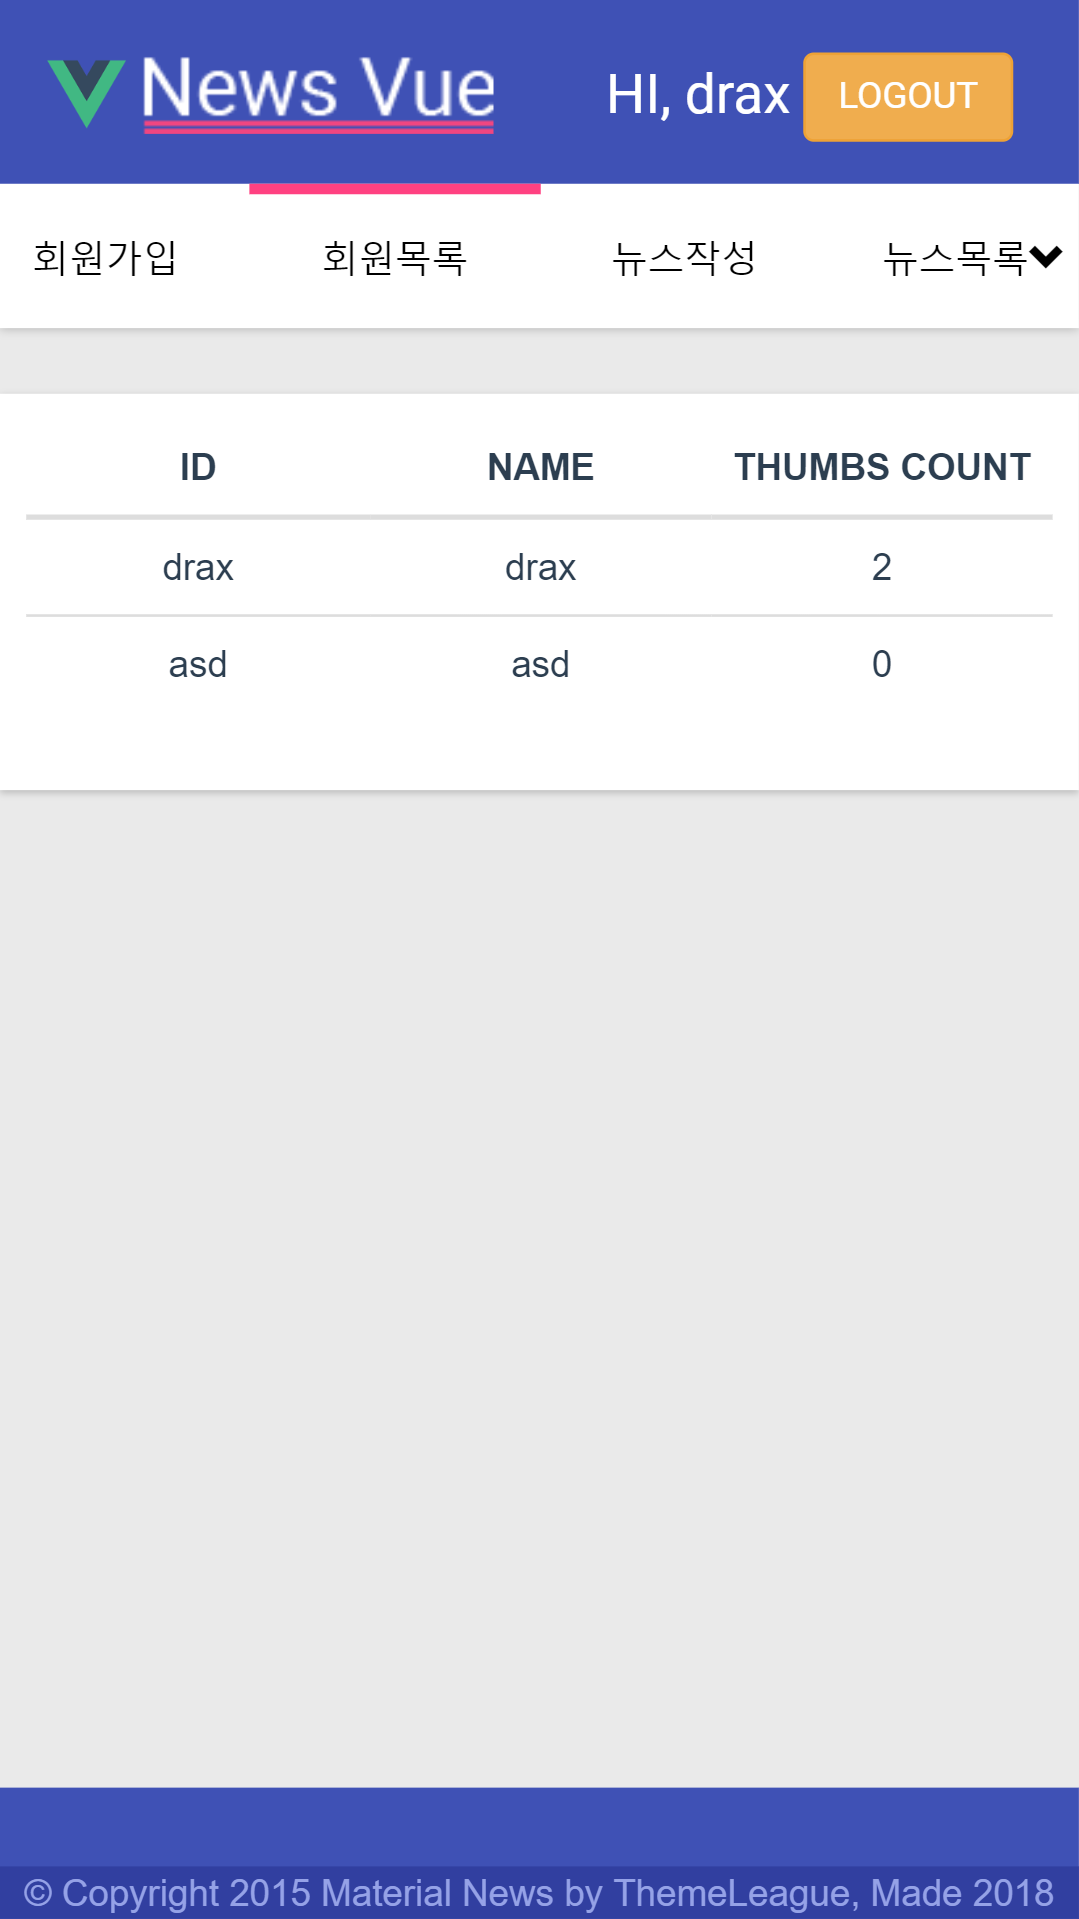 News Vue HI, drax LOGOUT
회원가입 회원목록 뉴스작성 뉴스목록
ID NAME THUMBS COUNT
drax drax 2
asd asd 0
© Copyright 2015 Material News by ThemeLeague, Made 2018